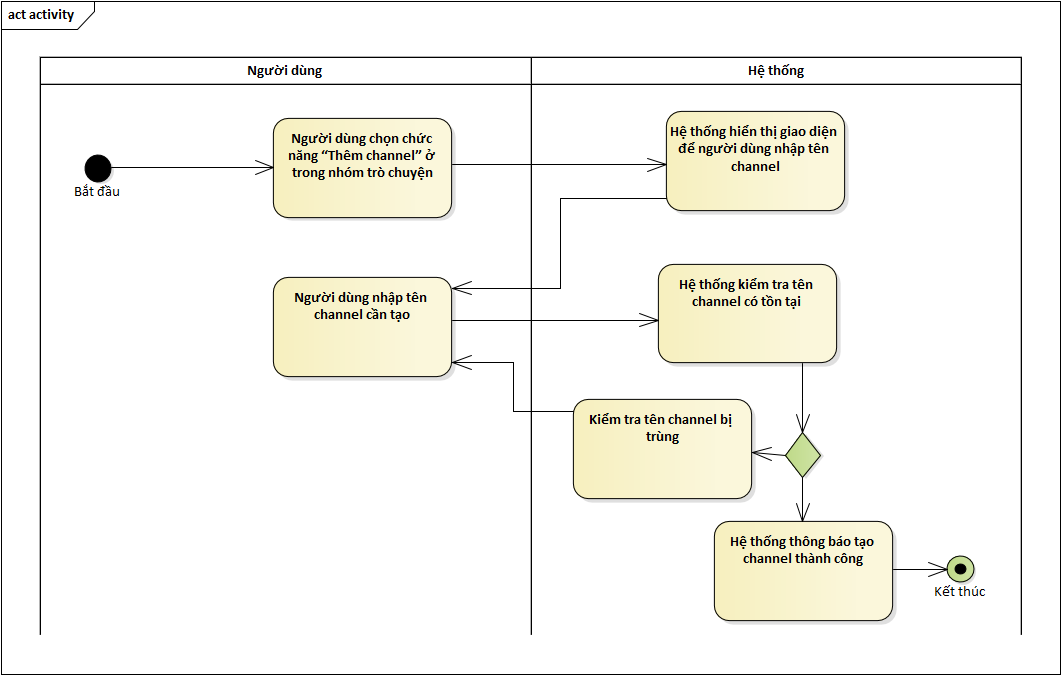 act activity
Người dùng
Hệ thống
Người dùng chọn chức
năng “Thêm channel” ở
trong nhóm trò chuyện
Hệ thống hiển thị giao diện
để người dùng nhập tên
channel
Bắt đầu
Người dùng nhập tên
channel cần tạo
Hệ thống kiểm tra tên
channel có tồn tại
Kiểm tra tên channel bị
trùng
Hệ thống thông báo tạo
channel thành công
Kết thúc